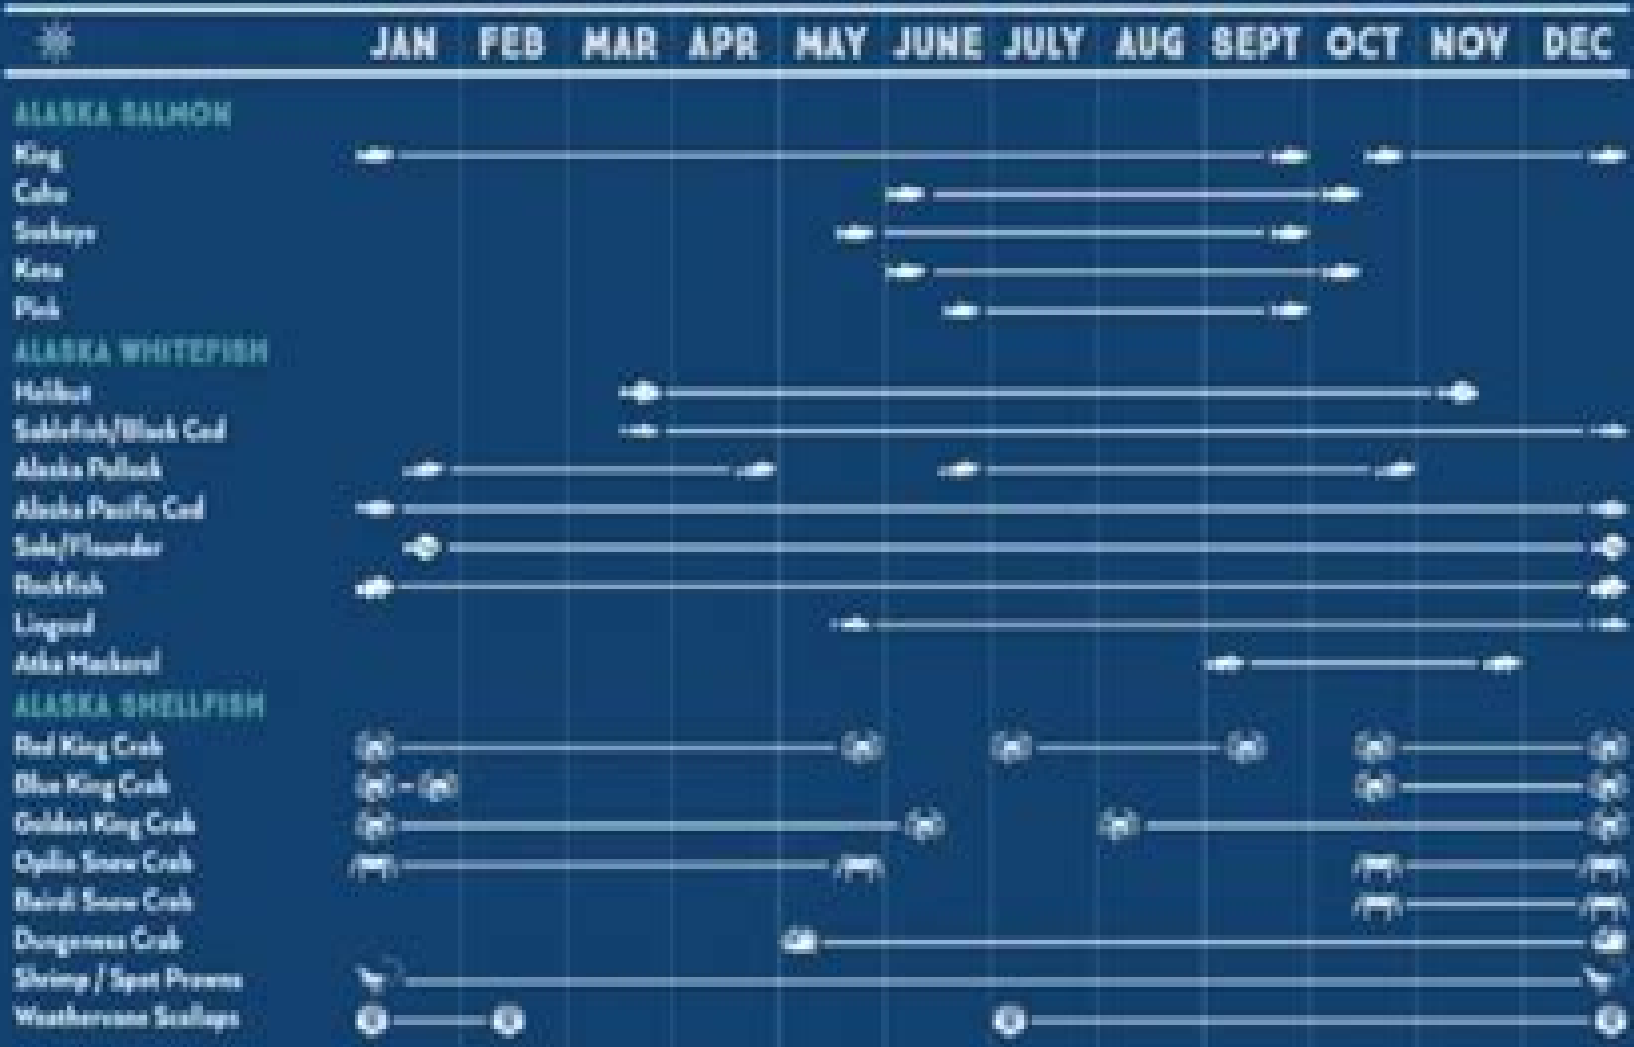 JAN FEB MAR APR MAY JUNE JULY AUG SEPT OCT NOV DEC
ALASKA SALMON
King
Coho
Sockeye
Keta
Pink
ALASKA WHITEFISH
Halibut
Sablefish/Black Cod
Alaska Pollock
Alaska Pacific Cod
Sole/Flounder
Rockfish
Lingcod
Atka Mackerel
ALASKA SHELLFISH
Red King Crab
Blue King Crab
Golden King Crab
Opilio Snow Crab
Bairdi Snow Crab
Dungeness Crab
Shrimp / Spot Prawns
Weathervane Scallops